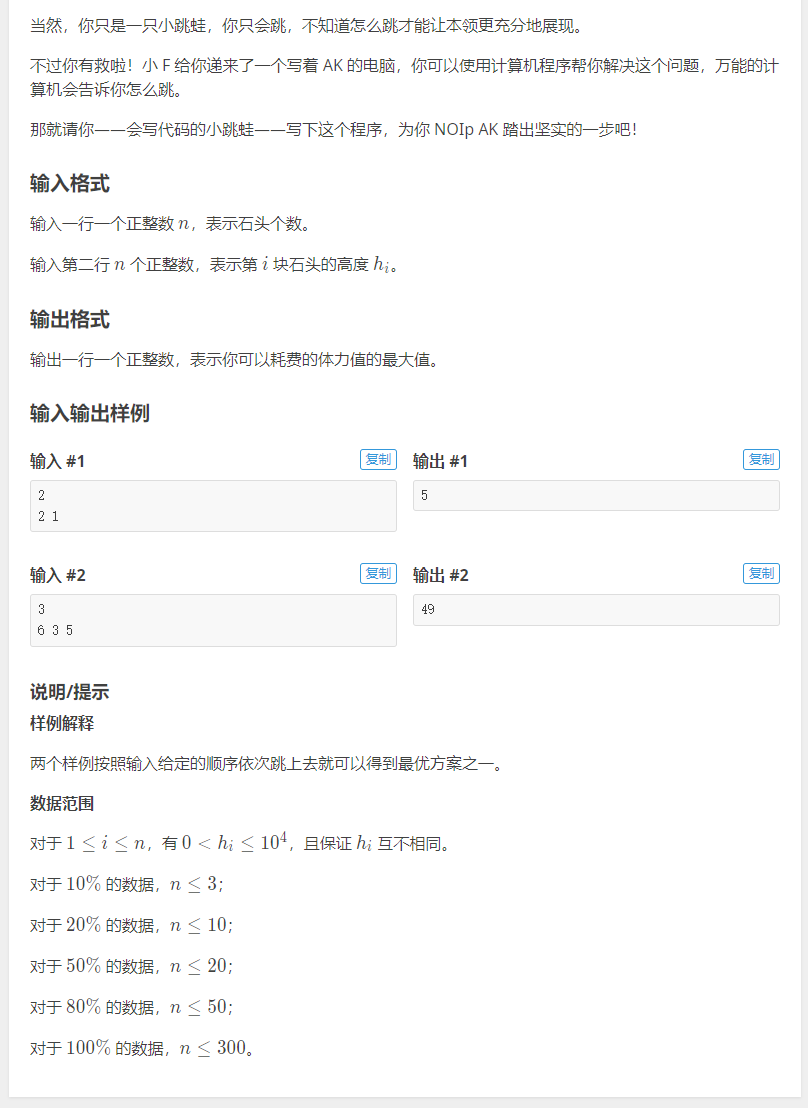 当然，你只是一只小跳蛙，你只会跳，不知道怎么跳才能让本领更充分地展现。
不过你有救啦！小 F 给你递来了一个写着 AK 的电脑，你可以使用计算机程序帮你解决这个问题，万能的计
算机会告诉你怎么跳。
那就请你——会写代码的小跳蛙——写下这个程序，为你 NOIp AK 踏出坚实的一步吧！
输入格式
输入一行一个正整数 n，表示石头个数。
输入第二行 n 个正整数，表示第 i 块石头的高度 hᵢ。
输出格式
输出一行一个正整数，表示你可以耗费的体力值的最大值。
输入输出样例
输入 #1 复制 输出 #1 复制
2 5
2 1
输入 #2 复制 输出 #2 复制
3 49
6 3 5
说明/提示
样例解释
两个样例按照输入给定的顺序依次跳上去就可以得到最优方案之一。
数据范围
对于 1 ≤ i ≤ n，有 0 < hᵢ ≤ 10⁴，且保证 hᵢ 互不相同。
对于 10% 的数据，n ≤ 3；
对于 20% 的数据，n ≤ 10；
对于 50% 的数据，n ≤ 20；
对于 80% 的数据，n ≤ 50；
对于 100% 的数据，n ≤ 300。